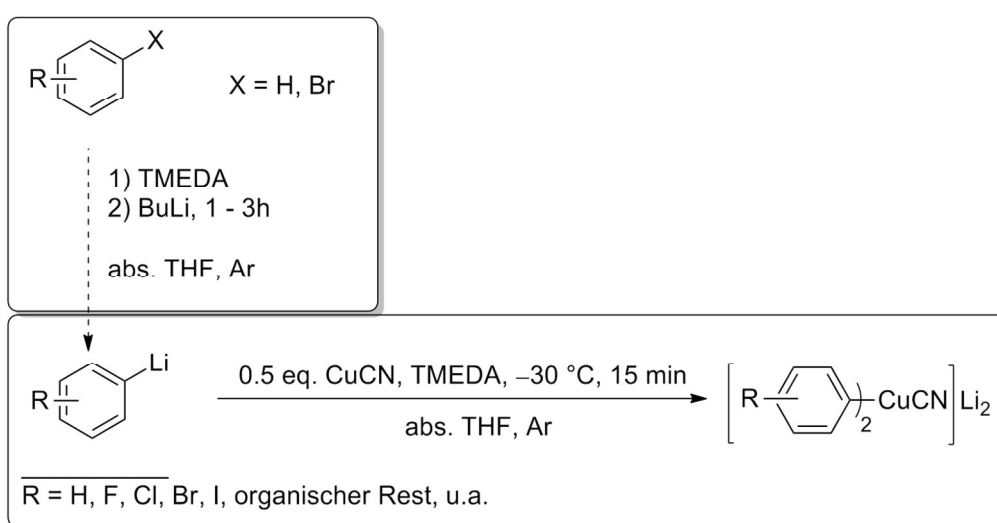 X
R
X = H, Br
1) TMEDA
2) BuLi, 1 - 3h
abs. THF, Ar
Li
R
0.5 eq. CuCN, TMEDA, –30 °C, 15 min
abs. THF, Ar
R
2
CuCN
Li₂
R = H, F, Cl, Br, I, organischer Rest, u.a.